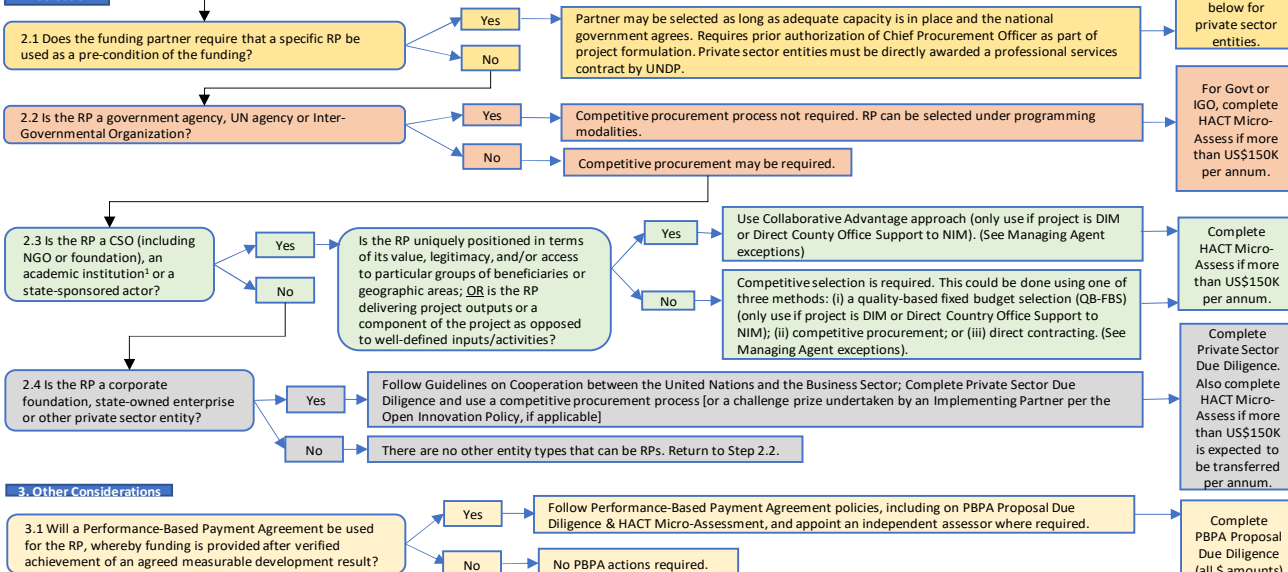 2.1 Does the funding partner require that a specific RP be
used as a pre-condition of the funding?
Yes
No
Partner may be selected as long as adequate capacity is in place and the national
government agrees. Requires prior authorization of Chief Procurement Officer as part of
project formulation. Private sector entities must be directly awarded a professional services
contract by UNDP.
below for
private sector
entities.
2.2 Is the RP a government agency, UN agency or Inter-
Governmental Organization?
Yes
No
Competitive procurement process not required. RP can be selected under programming
modalities.
Competitive procurement may be required.
For Govt or
IGO, complete
HACT Micro-
Assess if more
than US$150K
per annum.
2.3 Is the RP a CSO (including
NGO or foundation), an
academic institution¹ or a
state-sponsored actor?
Yes
No
Is the RP uniquely positioned in terms
of its value, legitimacy, and/or access
to particular groups of beneficiaries or
geographic areas; OR is the RP
delivering project outputs or a
component of the project as opposed
to well-defined inputs/activities?
Yes
No
Use Collaborative Advantage approach (only use if project is DIM
or Direct County Office Support to NIM). (See Managing Agent
exceptions)
Competitive selection is required. This could be done using one of
three methods: (i) a quality-based fixed budget selection (QB-FBS)
(only use if project is DIM or Direct Country Office Support to
NIM); (ii) competitive procurement; or (iii) direct contracting. (See
Managing Agent exceptions).
Complete
HACT Micro-
Assess if more
than US$150K
per annum.
2.4 Is the RP a corporate
foundation, state-owned enterprise
or other private sector entity?
Yes
No
Follow Guidelines on Cooperation between the United Nations and the Business Sector; Complete Private Sector Due
Diligence and use a competitive procurement process [or a challenge prize undertaken by an Implementing Partner per the
Open Innovation Policy, if applicable]
There are no other entity types that can be RPs. Return to Step 2.2.
Complete
Private Sector
Due Diligence.
Also complete
HACT Micro-
Assess if more
than US$150K
is expected to
be transferred
per annum.
3. Other Considerations
3.1 Will a Performance-Based Payment Agreement be used
for the RP, whereby funding is provided after verified
achievement of an agreed measurable development result?
Yes
No
Follow Performance-Based Payment Agreement policies, including on PBPA Proposal Due
Diligence & HACT Micro-Assessment, and appoint an independent assessor where required.
No PBPA actions required.
Complete
PBPA Proposal
Due Diligence
(all $ amounts)